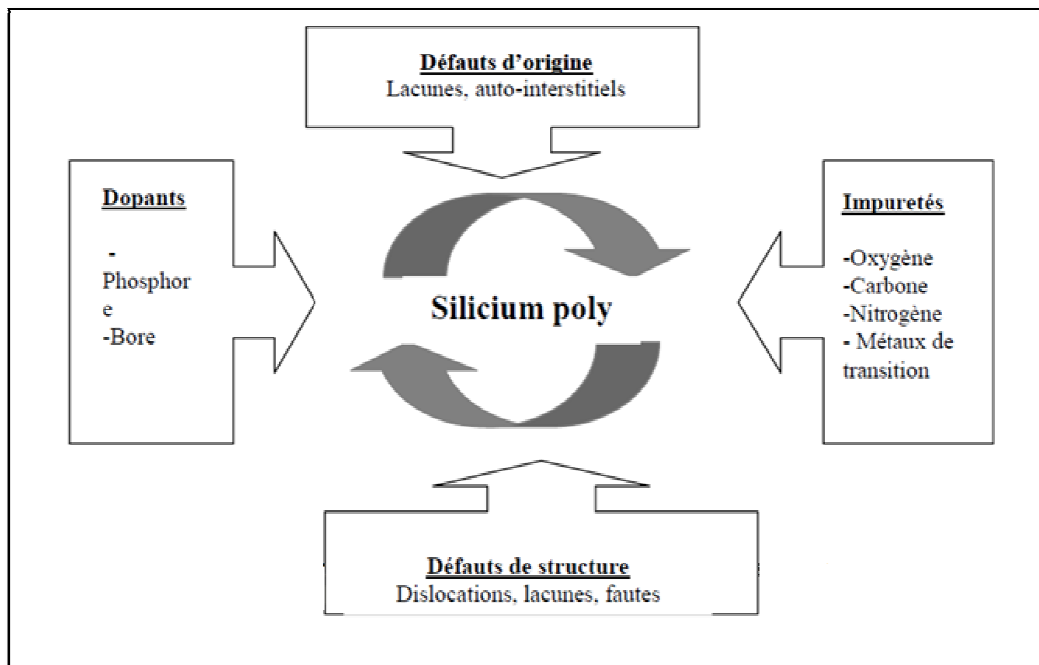 Défauts d'origine
Lacunes, auto-interstitiels
Dopants
-
Phosphor
e
-Bore
Silicium poly
Impuretés
-Oxygène
-Carbone
-Nitrogène
- Métaux de
transition
Défauts de structure
Dislocations, lacunes, fautes